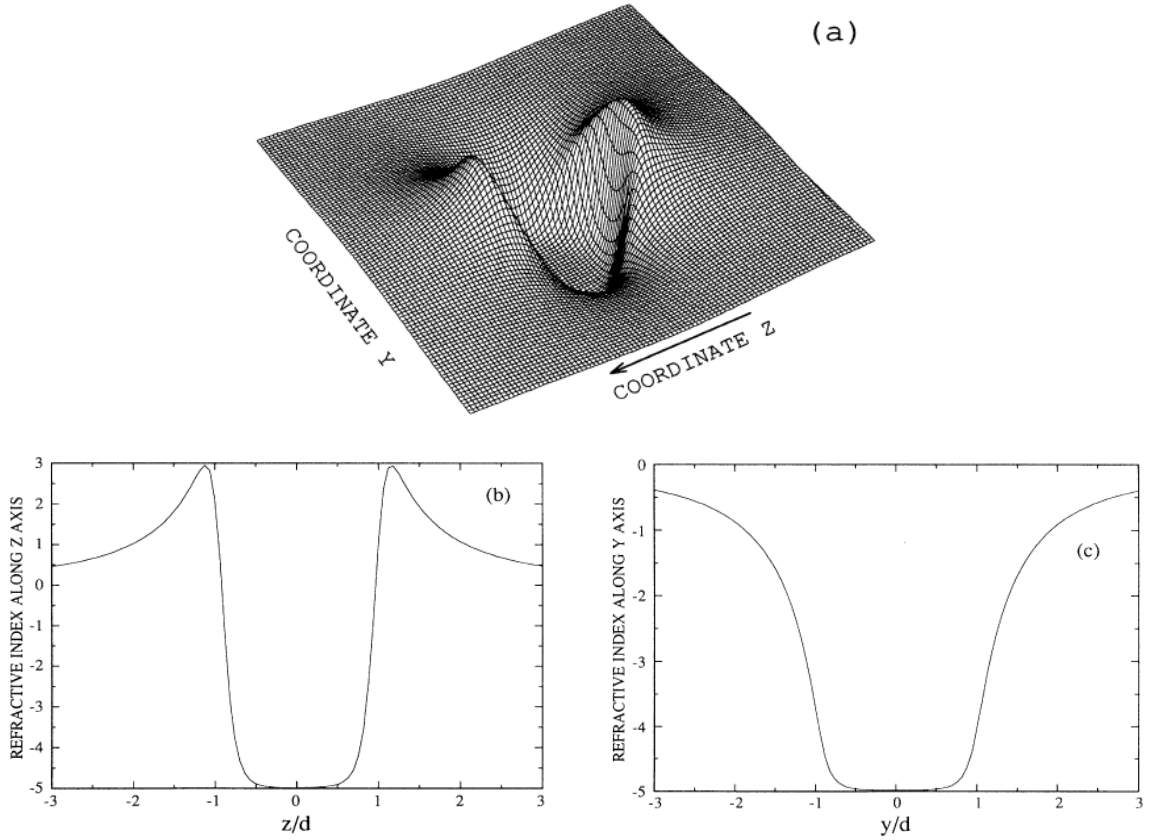 (a)
COORDINATE Y
COORDINATE Z
REFRACTIVE INDEX ALONG Z AXIS
3
2
1
0
-1
-2
-3
-4
-5
(b)
-3 -2 -1 0 1 2 3
z/d
REFRACTIVE INDEX ALONG Y AXIS
0
-1
-2
-3
-4
-5
(c)
-3 -2 -1 0 1 2 3
y/d